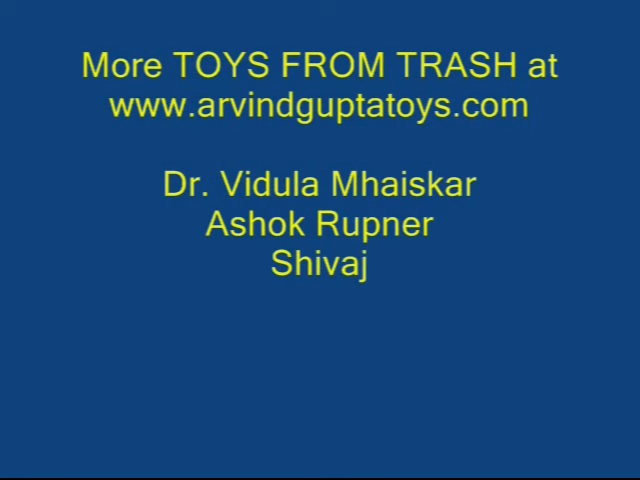 More TOYS FROM TRASH at
www.arvindguptatoys.com
Dr. Vidula Mhaiskar
Ashok Rupner
Shivaj